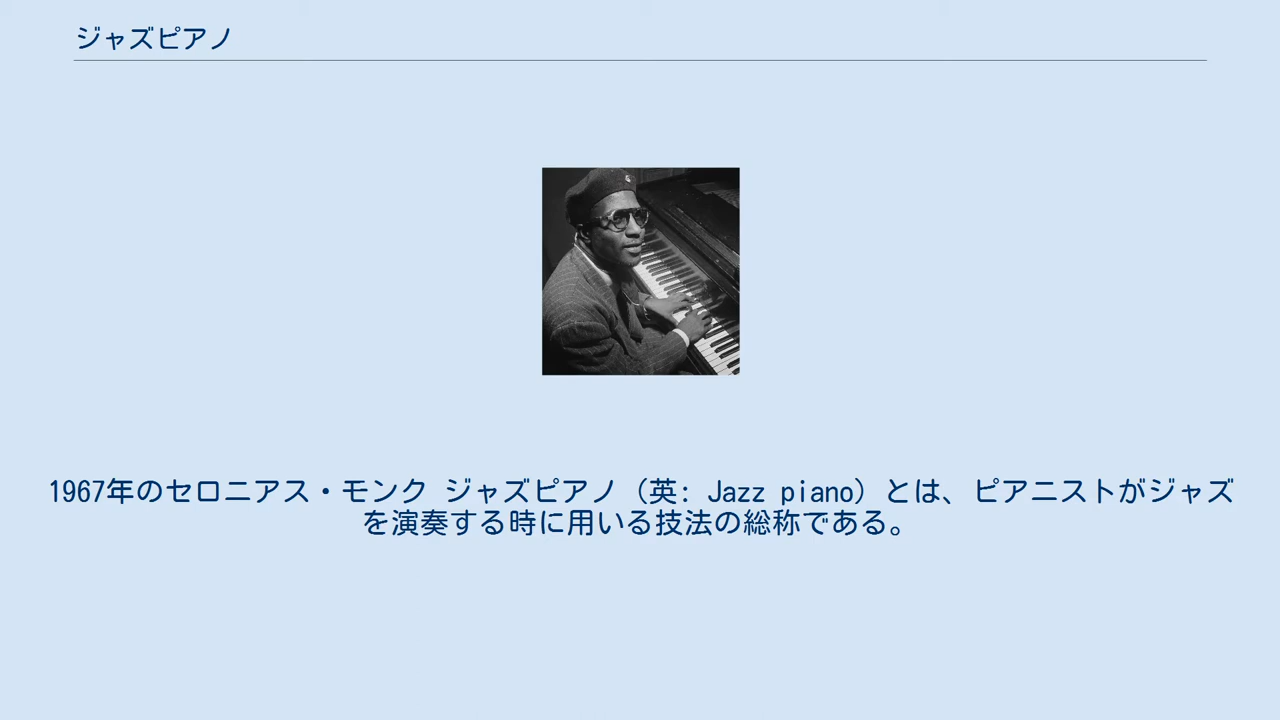 ジャズピアノ
1967年のセロニアス・モンク ジャズピアノ（英: Jazz piano）とは、ピアニストがジャズ
を演奏する時に用いる技法の総称である。